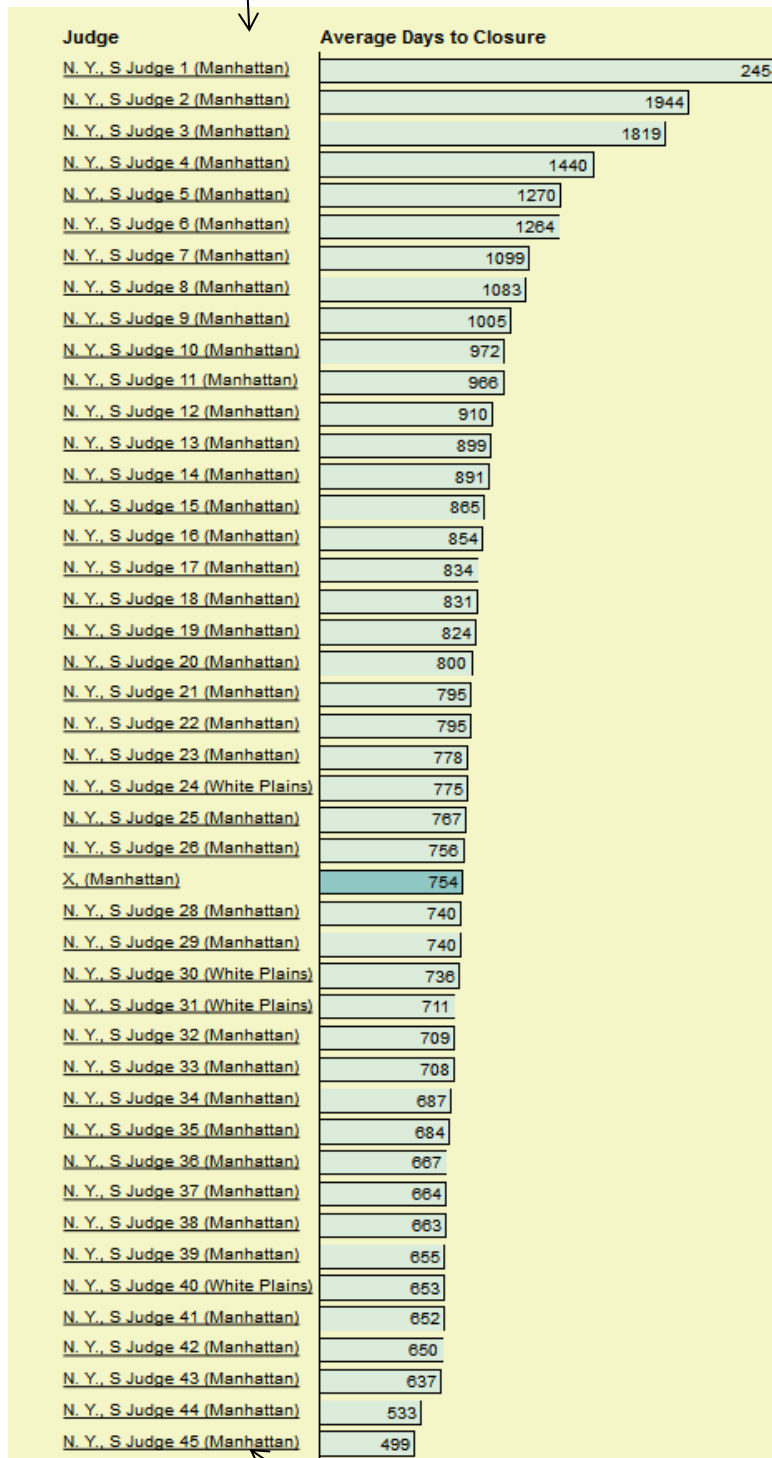 Judge Average Days to Closure
N. Y., S Judge 1 (Manhattan) 245
N. Y., S Judge 2 (Manhattan) 1944
N. Y., S Judge 3 (Manhattan) 1819
N. Y., S Judge 4 (Manhattan) 1440
N. Y., S Judge 5 (Manhattan) 1270
N. Y., S Judge 6 (Manhattan) 1264
N. Y., S Judge 7 (Manhattan) 1099
N. Y., S Judge 8 (Manhattan) 1083
N. Y., S Judge 9 (Manhattan) 1005
N. Y., S Judge 10 (Manhattan) 972
N. Y., S Judge 11 (Manhattan) 966
N. Y., S Judge 12 (Manhattan) 910
N. Y., S Judge 13 (Manhattan) 899
N. Y., S Judge 14 (Manhattan) 891
N. Y., S Judge 15 (Manhattan) 865
N. Y., S Judge 16 (Manhattan) 854
N. Y., S Judge 17 (Manhattan) 834
N. Y., S Judge 18 (Manhattan) 831
N. Y., S Judge 19 (Manhattan) 824
N. Y., S Judge 20 (Manhattan) 800
N. Y., S Judge 21 (Manhattan) 795
N. Y., S Judge 22 (Manhattan) 795
N. Y., S Judge 23 (Manhattan) 778
N. Y., S Judge 24 (White Plains) 775
N. Y., S Judge 25 (Manhattan) 767
N. Y., S Judge 26 (Manhattan) 756
X, (Manhattan) 754
N. Y., S Judge 28 (Manhattan) 740
N. Y., S Judge 29 (Manhattan) 740
N. Y., S Judge 30 (White Plains) 736
N. Y., S Judge 31 (White Plains) 711
N. Y., S Judge 32 (Manhattan) 709
N. Y., S Judge 33 (Manhattan) 708
N. Y., S Judge 34 (Manhattan) 687
N. Y., S Judge 35 (Manhattan) 684
N. Y., S Judge 36 (Manhattan) 667
N. Y., S Judge 37 (Manhattan) 664
N. Y., S Judge 38 (Manhattan) 663
N. Y., S Judge 39 (Manhattan) 655
N. Y., S Judge 40 (White Plains) 653
N. Y., S Judge 41 (Manhattan) 652
N. Y., S Judge 42 (Manhattan) 650
N. Y., S Judge 43 (Manhattan) 637
N. Y., S Judge 44 (Manhattan) 533
N. Y., S Judge 45 (Manhattan) 499